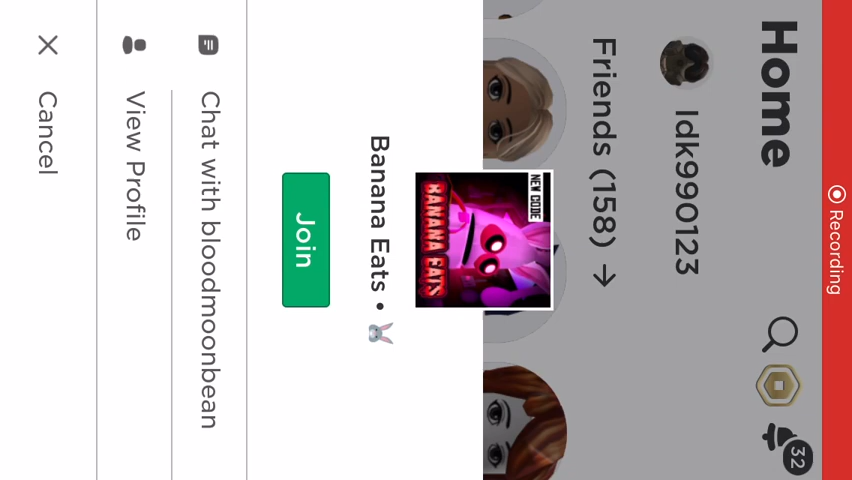 Recording
Home
32
Idk990123
Friends (158) →
NEW CODE
BANANA EATS
Banana Eats • 🐰
Join
Chat with bloodmoonbean
View Profile
Cancel